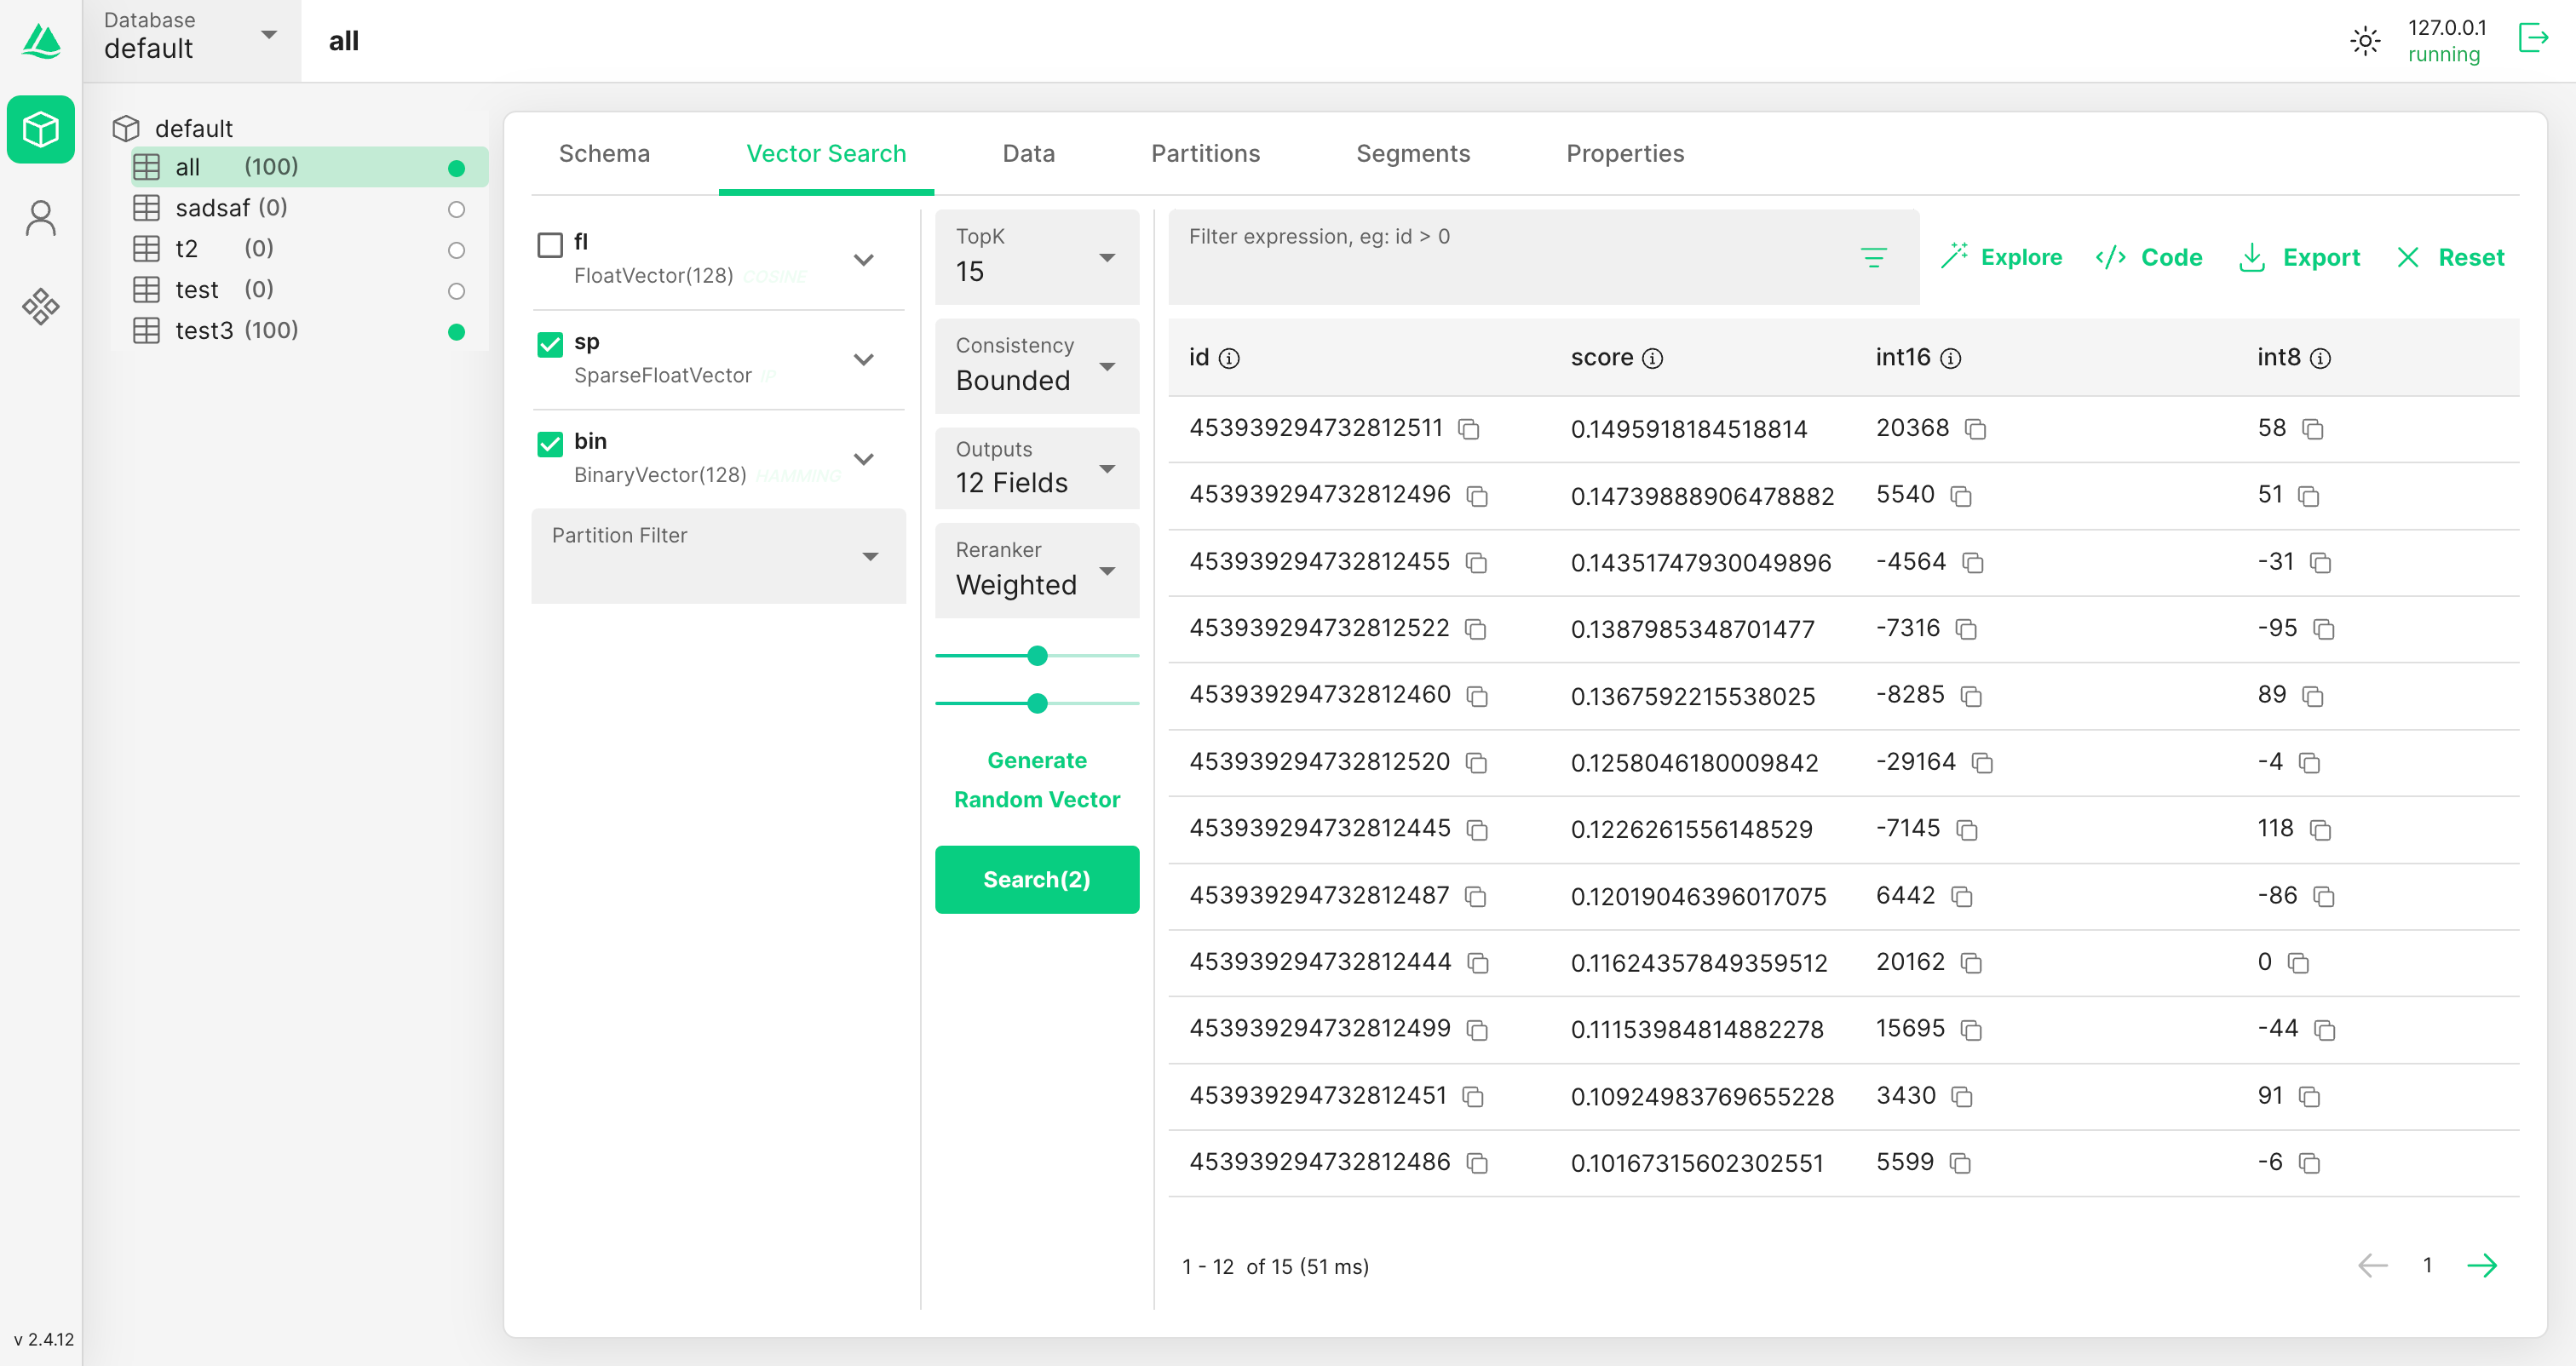 Database
default
all
127.0.0.1
running
default
all (100)
sadsaf (0)
t2 (0)
test (0)
test3 (100)
v 2.4.12
Schema
Vector Search
Data
Partitions
Segments
Properties
fl
FloatVector(128) COSINE
sp
SparseFloatVector IP
bin
BinaryVector(128) HAMMING
Partition Filter
TopK
15
Consistency
Bounded
Outputs
12 Fields
Reranker
Weighted
Generate
Random Vector
Search(2)
Filter expression, eg: id > 0
Explore
</> Code
Export
Reset
id score int16 int8
453939294732812511 0.1495918184518814 20368 58
453939294732812496 0.14739888906478882 5540 51
453939294732812455 0.14351747930049896 -4564 -31
453939294732812522 0.1387985348701477 -7316 -95
453939294732812460 0.1367592215538025 -8285 89
453939294732812520 0.1258046180009842 -29164 -4
453939294732812445 0.1226261556148529 -7145 118
453939294732812487 0.12019046396017075 6442 -86
453939294732812444 0.11624357849359512 20162 0
453939294732812499 0.11153984814882278 15695 -44
453939294732812451 0.10924983769655228 3430 91
453939294732812486 0.10167315602302551 5599 -6
1 - 12 of 15 (51 ms)
1